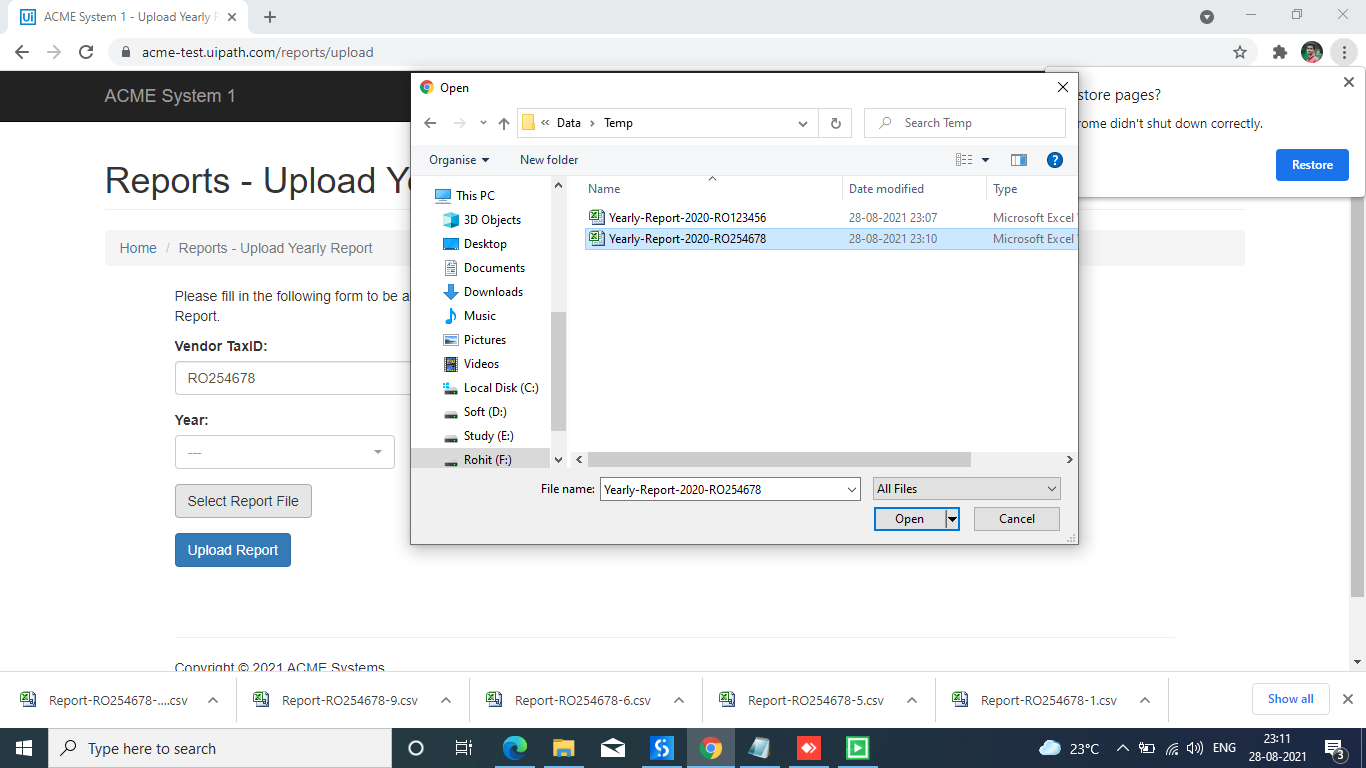 ACME System 1 - Upload Yearly R
acme-test.uipath.com/reports/upload
ACME System 1
store pages?
rome didn't shut down correctly.
Restore
Reports - Upload Ye
Home / Reports - Upload Yearly Report
Please fill in the following form to be a
Report.
Vendor TaxID:
RO254678
Year:
---
Select Report File
Upload Report
Copyright © 2021 ACME Systems
Open
« Data › Temp
Search Temp
Organise
New folder
This PC
3D Objects
Desktop
Documents
Downloads
Music
Pictures
Videos
Local Disk (C:)
Soft (D:)
Study (E:)
Rohit (F:)
Name Date modified Type
Yearly-Report-2020-RO123456 28-08-2021 23:07 Microsoft Excel
Yearly-Report-2020-RO254678 28-08-2021 23:10 Microsoft Excel
File name: Yearly-Report-2020-RO254678
All Files
Open
Cancel
Report-RO254678-....csv
Report-RO254678-9.csv
Report-RO254678-6.csv
Report-RO254678-5.csv
Report-RO254678-1.csv
Show all
Type here to search
23°C
ENG
23:11
28-08-2021
3